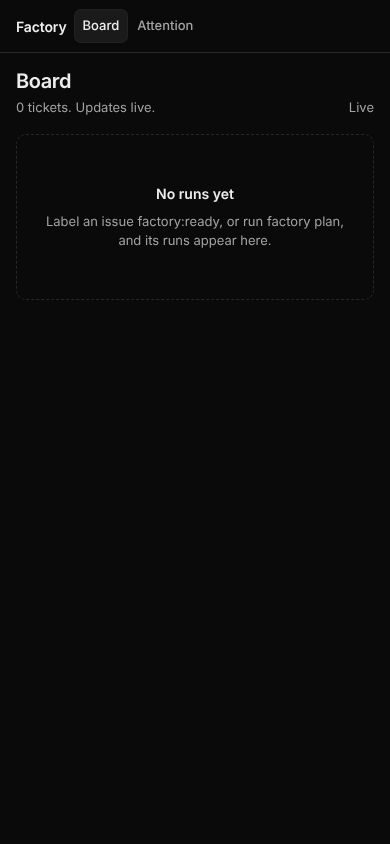 Factory Board Attention
Board
0 tickets. Updates live. Live
No runs yet
Label an issue factory:ready, or run factory plan,
and its runs appear here.